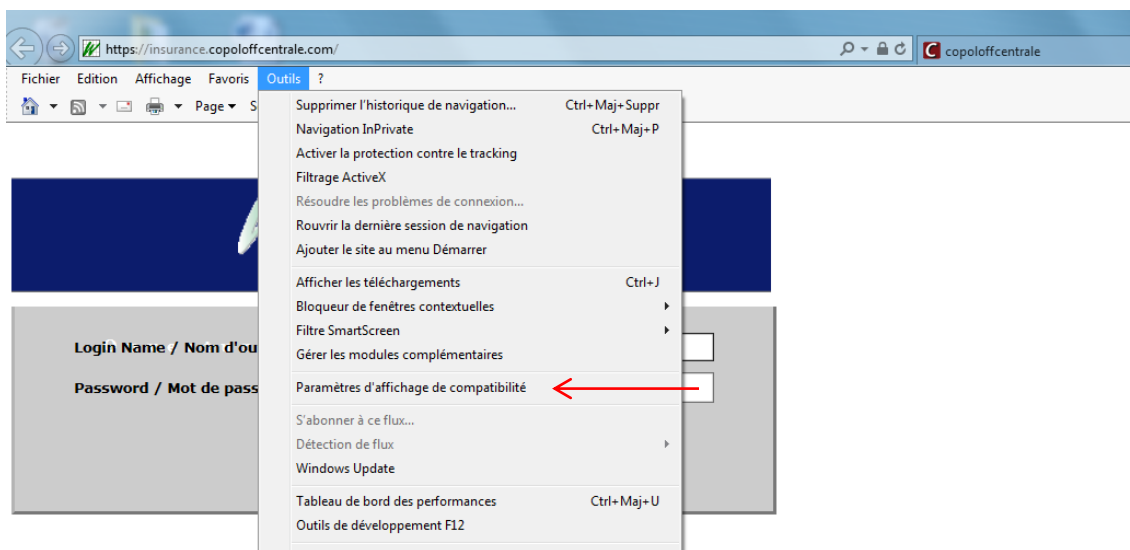 https://insurance.copoloffcentrale.com/
copoloffcentrale
Fichier Edition Affichage Favoris Outils ?
Page S
Supprimer l'historique de navigation... Ctrl+Maj+Suppr
Navigation InPrivate Ctrl+Maj+P
Activer la protection contre le tracking
Filtrage ActiveX
Résoudre les problèmes de connexion...
Rouvrir la dernière session de navigation
Ajouter le site au menu Démarrer
Afficher les téléchargements Ctrl+J
Bloqueur de fenêtres contextuelles
Filtre SmartScreen
Login Name / Nom d'ou
Gérer les modules complémentaires
Password / Mot de pass
Paramètres d'affichage de compatibilité
S'abonner à ce flux...
Détection de flux
Windows Update
Tableau de bord des performances Ctrl+Maj+U
Outils de développement F12